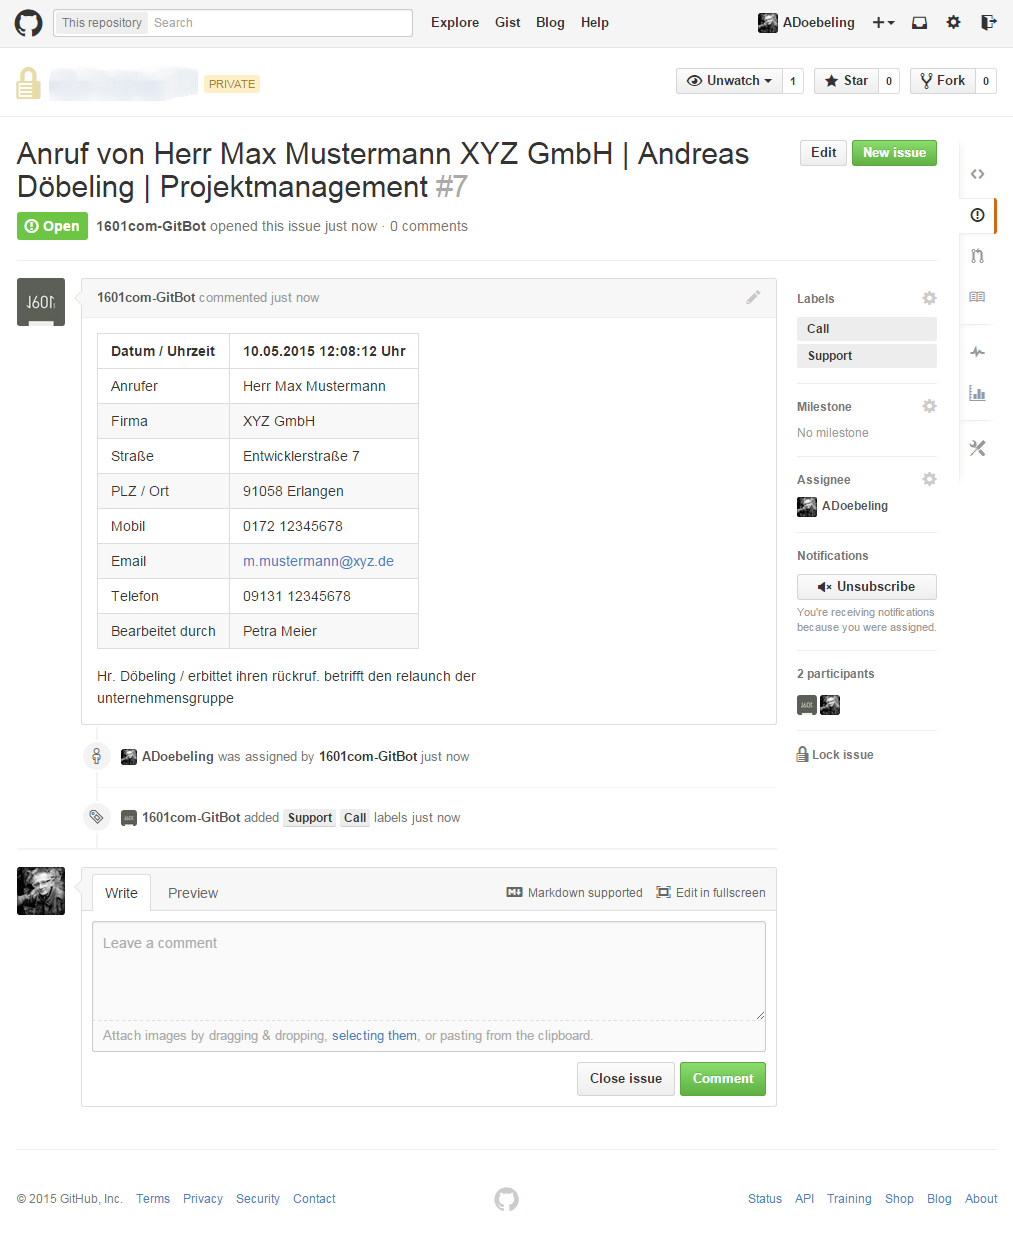 This repository Search Explore Gist Blog Help ADoebeling
PRIVATE Unwatch 1 Star 0 Fork 0
Anruf von Herr Max Mustermann XYZ GmbH | Andreas
Döbeling | Projektmanagement #7
Edit New issue
Open 1601com-GitBot opened this issue just now · 0 comments
1601com-GitBot commented just now
Datum / Uhrzeit 10.05.2015 12:08:12 Uhr
Anrufer Herr Max Mustermann
Firma XYZ GmbH
Straße Entwicklerstraße 7
PLZ / Ort 91058 Erlangen
Mobil 0172 12345678
Email m.mustermann@xyz.de
Telefon 09131 12345678
Bearbeitet durch Petra Meier
Hr. Döbeling / erbittet ihren rückruf. betrifft den relaunch der
unternehmensgruppe
ADoebeling was assigned by 1601com-GitBot just now
1601com-GitBot added Support Call labels just now
Labels
Call
Support
Milestone
No milestone
Assignee
ADoebeling
Notifications
Unsubscribe
You're receiving notifications
because you were assigned.
2 participants
Lock issue
Write Preview Markdown supported Edit in fullscreen
Leave a comment
Attach images by dragging & dropping, selecting them, or pasting from the clipboard.
Close issue Comment
© 2015 GitHub, Inc. Terms Privacy Security Contact Status API Training Shop Blog About